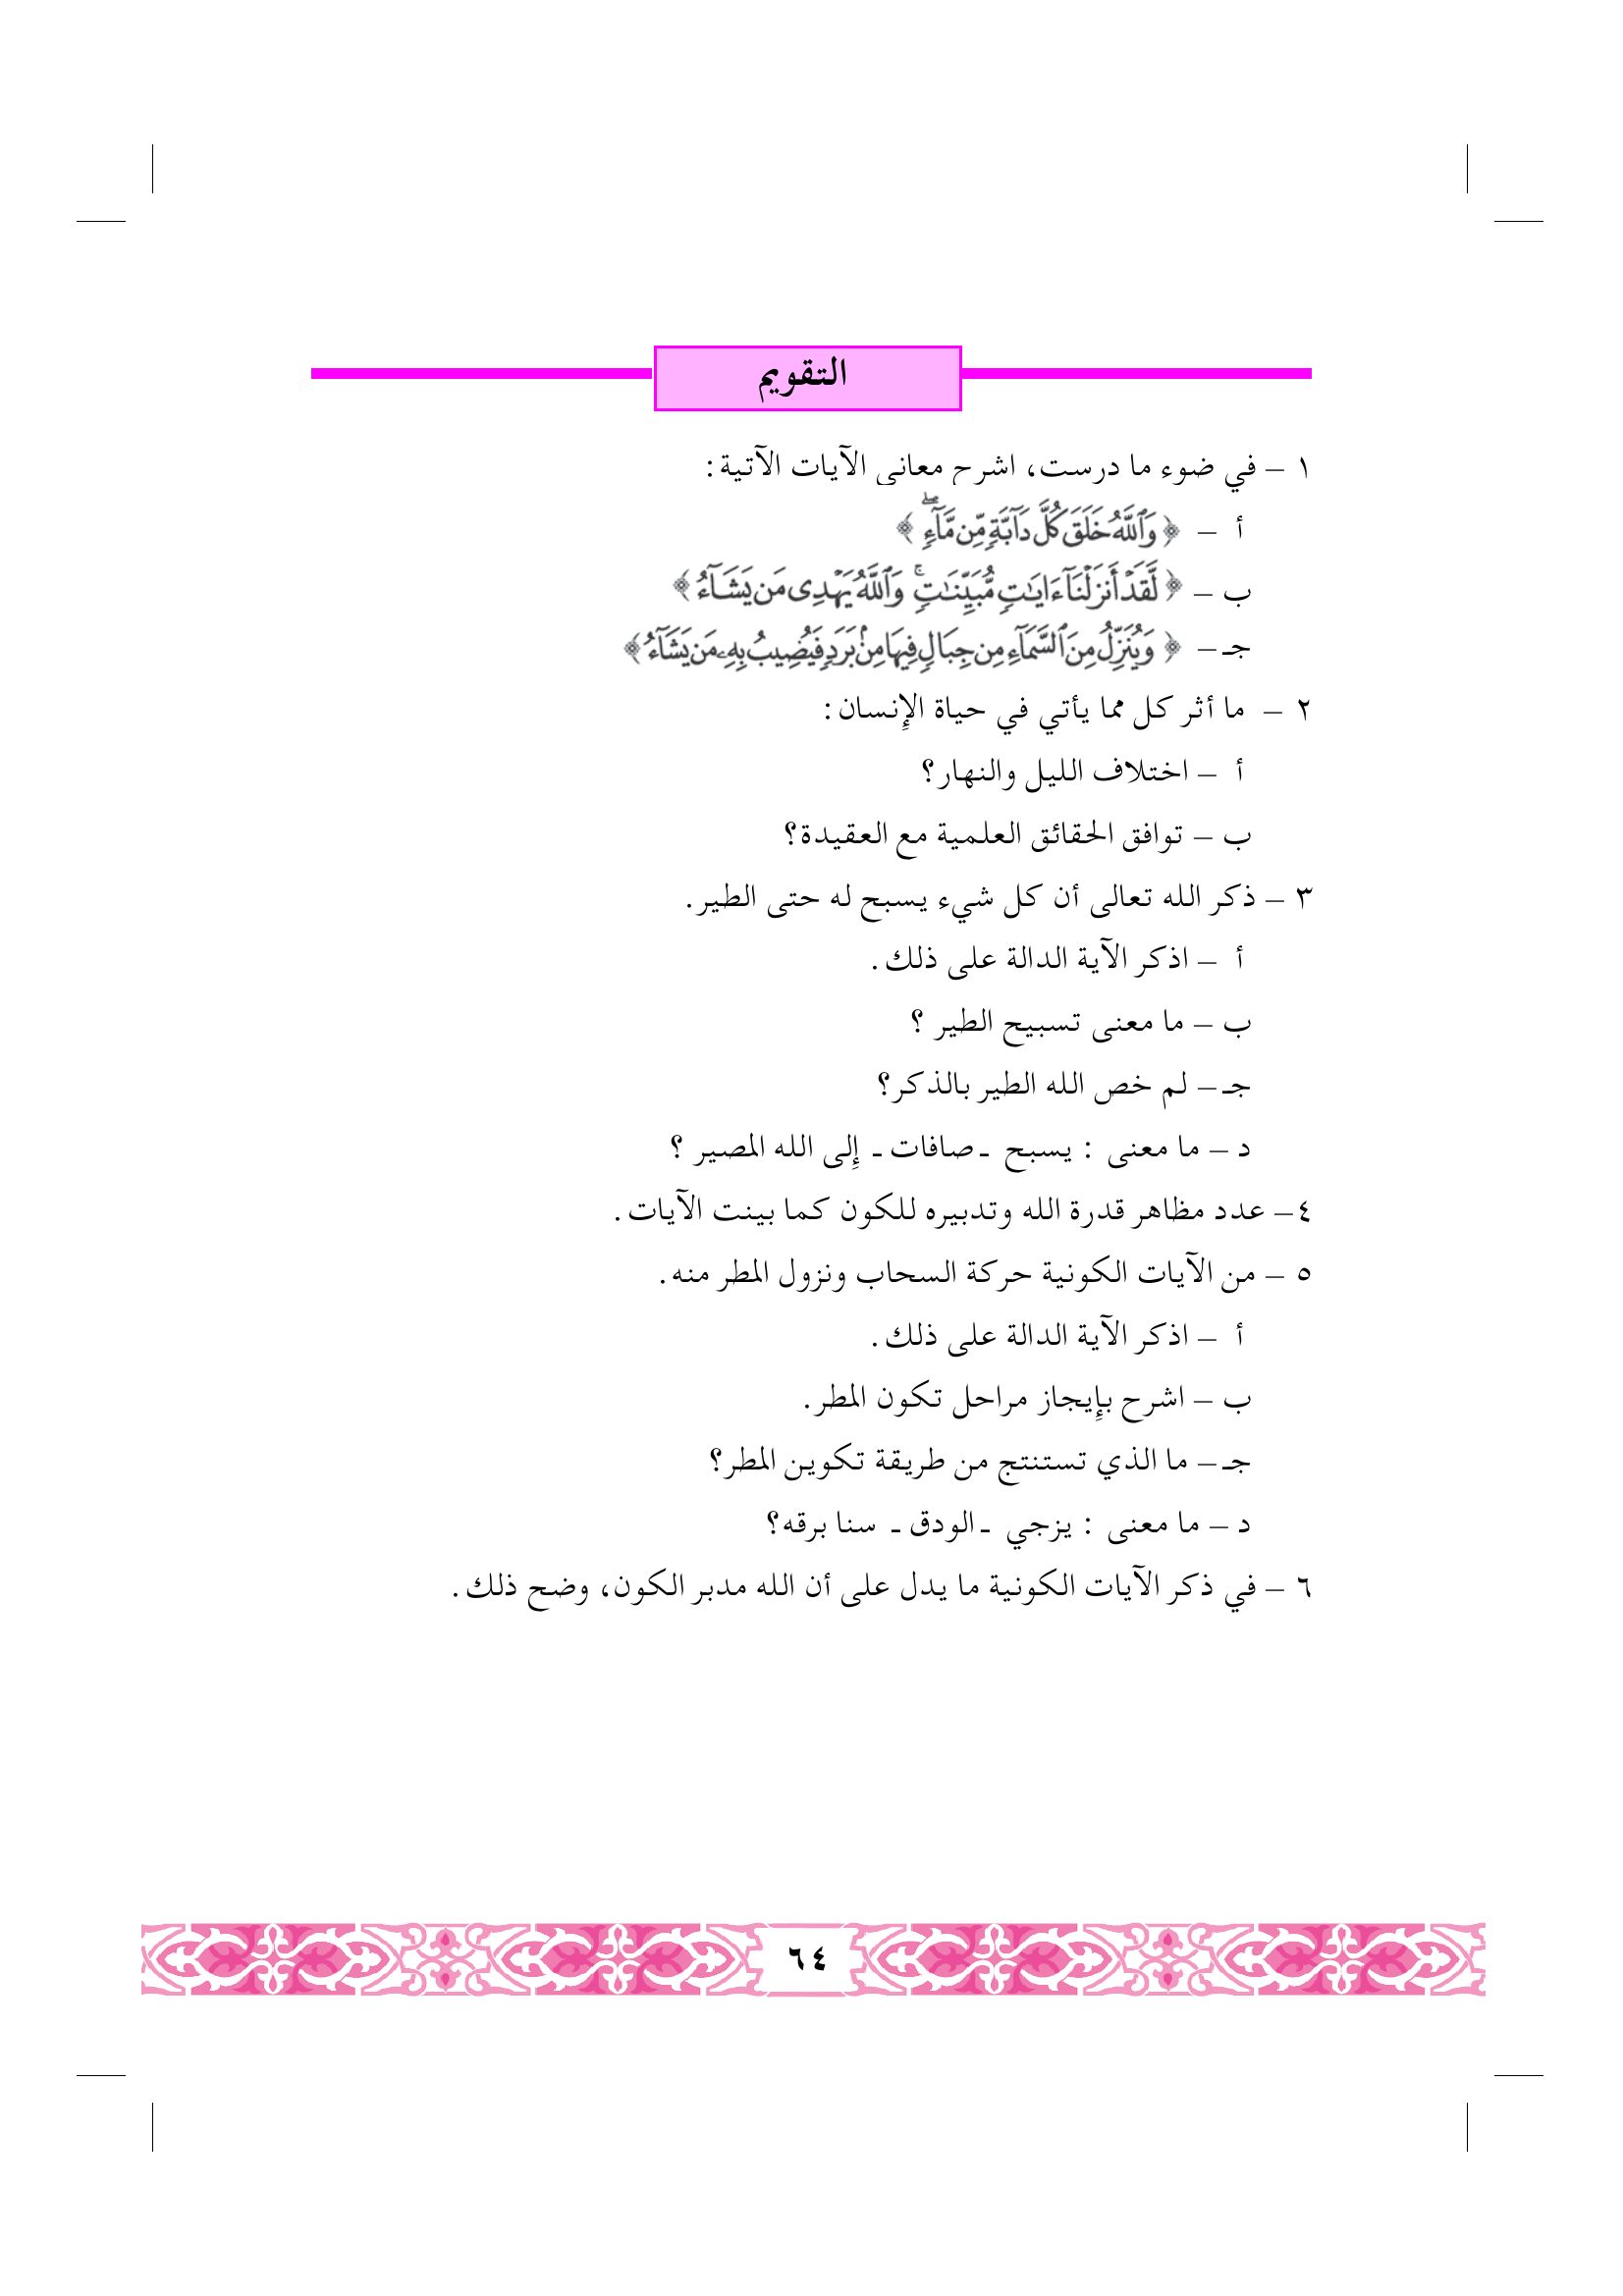 التقويم
١ – في ضوء ما درست، اشرح معاني الآيات الآتية:
أ – ﴿ وَٱللَّهُ خَلَقَ كُلَّ دَآبَّةٖ مِّن مَّآءٖۖ ﴾
ب – ﴿ لَّقَدۡ أَنزَلۡنَآ ءَايَٰتٖ مُّبَيِّنَٰتٖۚ وَٱللَّهُ يَهۡدِى مَن يَشَآءُ ﴾
جـ – ﴿ وَيُنَزِّلُ مِنَ ٱلسَّمَآءِ مِن جِبَالٖ فِيهَا مِنۢ بَرَدٖ فَيُصِيبُ بِهِۦ مَن يَشَآءُ ﴾
٢ – ما أثر كل مما يأتي في حياة الإِنسان:
أ – اختلاف الليل والنهار؟
ب – توافق الحقائق العلمية مع العقيدة؟
٣ – ذكر الله تعالى أن كل شيء يسبح له حتى الطير.
أ – اذكر الآية الدالة على ذلك.
ب – ما معنى تسبيح الطير ؟
جـ – لم خص الله الطير بالذكر؟
د – ما معنى : يسبح ـ صافات ـ إِلى الله المصير ؟
٤– عدد مظاهر قدرة الله وتدبيره للكون كما بينت الآيات.
٥ – من الآيات الكونية حركة السحاب ونزول المطر منه.
أ – اذكر الآية الدالة على ذلك.
ب – اشرح بإِيجاز مراحل تكون المطر.
جـ – ما الذي تستنتج من طريقة تكوين المطر؟
د – ما معنى : يزجي ـ الودق ـ سنا برقه؟
٦ – في ذكر الآيات الكونية ما يدل على أن الله مدبر الكون، وضح ذلك.
٦٤